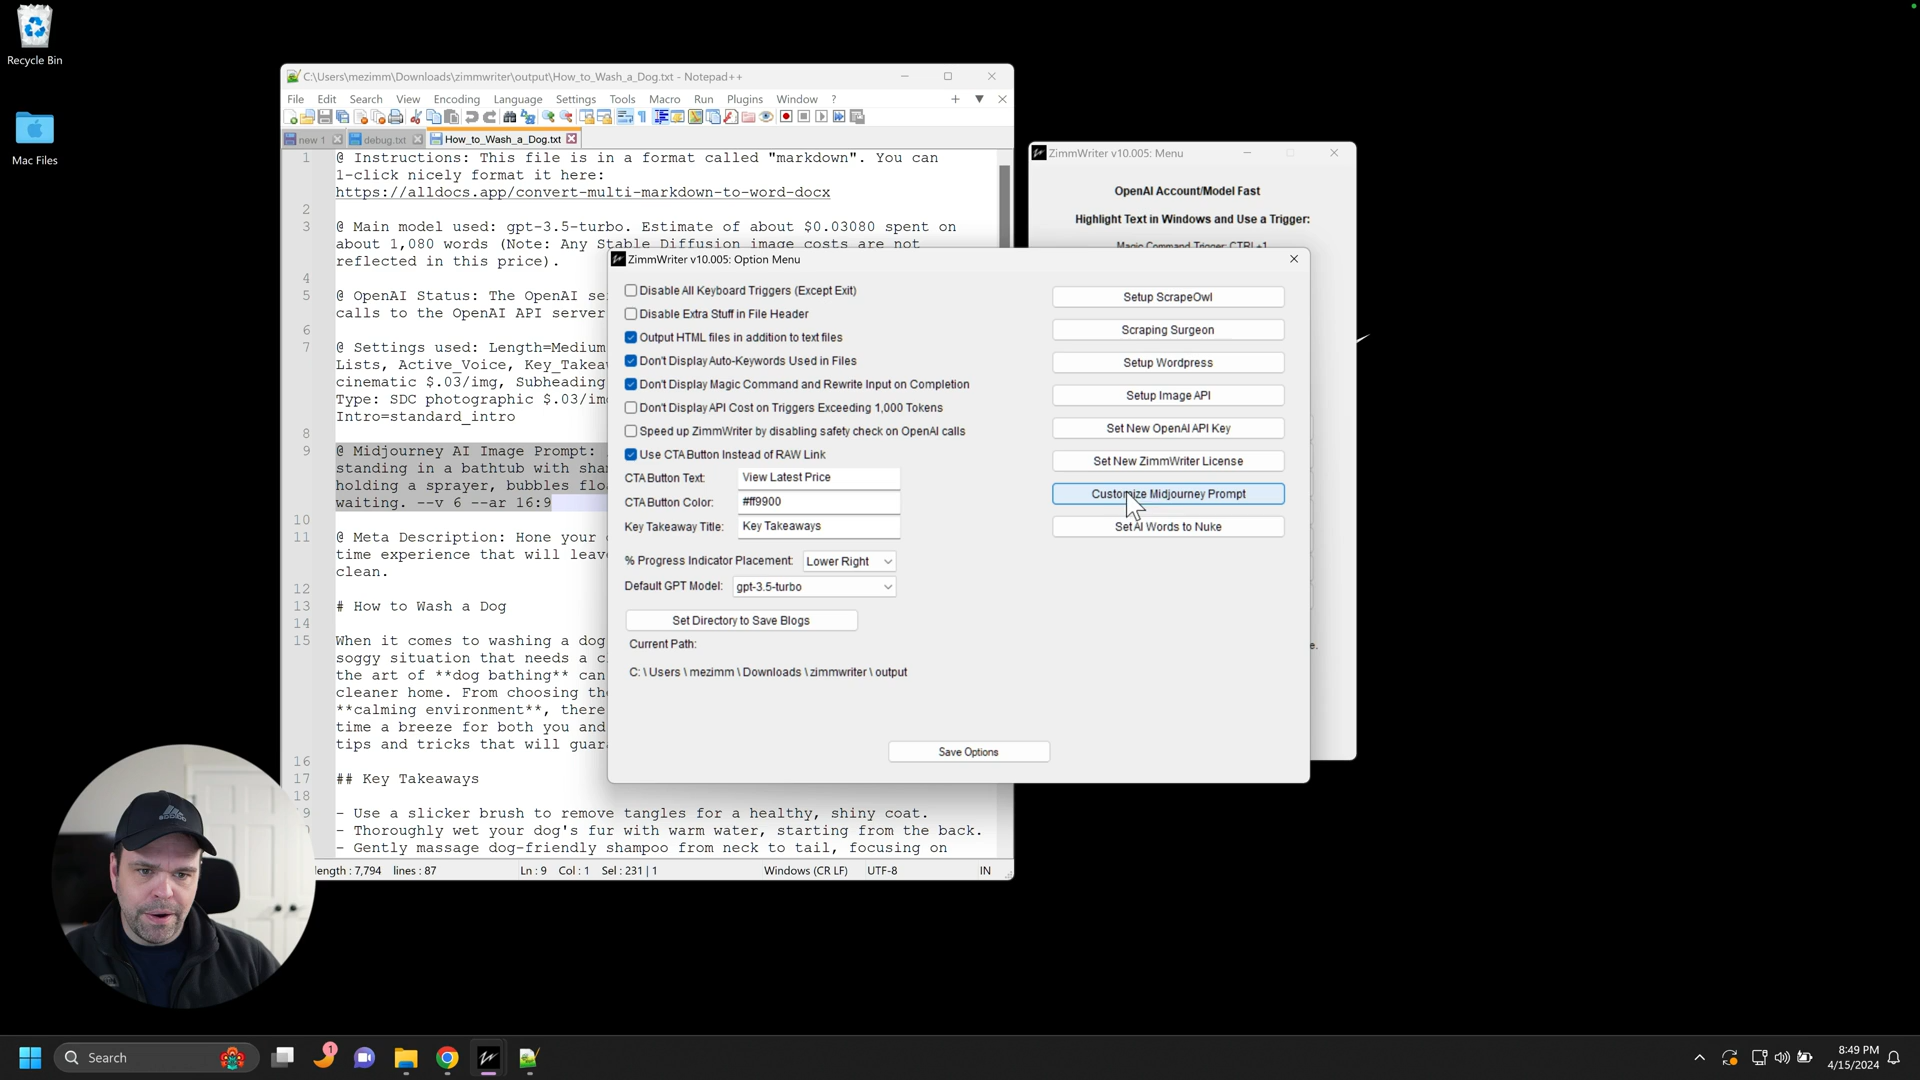 Recycle Bin
Mac Files
C:\Users\mezimm\Downloads\zimmwriter\output\How_to_Wash_a_Dog.txt - Notepad++
File Edit Search View Encoding Language Settings Tools Macro Run Plugins Window ?
new 1 debug.txt How_to_Wash_a_Dog.txt
1 @ Instructions: This file is in a format called "markdown". You can
1-click nicely format it here:
https://alldocs.app/convert-multi-markdown-to-word-docx
2
3 @ Main model used: gpt-3.5-turbo. Estimate of about $0.03080 spent on
about 1,080 words (Note: Any Stable Diffusion image costs are not
reflected in this price).
4
5 @ OpenAI Status: The OpenAI se
calls to the OpenAI API server
6
7 @ Settings used: Length=Medium
Lists, Active_Voice, Key_Takeaw
cinematic $.03/img, Subheading
Type: SDC photographic $.03/im
Intro=standard_intro
8
9 @ Midjourney AI Image Prompt:
standing in a bathtub with sha
holding a sprayer, bubbles flo
waiting. --v 6 --ar 16:9
10
11 @ Meta Description: Hone your
time experience that will leav
clean.
12
13 # How to Wash a Dog
14
15 When it comes to washing a dog
soggy situation that needs a c
the art of **dog bathing** can
cleaner home. From choosing the
**calming environment**, there
time a breeze for both you and
tips and tricks that will guar
16
17 ## Key Takeaways
18
9 - Use a slicker brush to remove tangles for a healthy, shiny coat.
- Thoroughly wet your dog's fur with warm water, starting from the back.
- Gently massage dog-friendly shampoo from neck to tail, focusing on
length : 7,794 lines : 87 Ln : 9 Col : 1 Sel : 231 | 1 Windows (CR LF) UTF-8 IN
ZimmWriter v10.005: Menu
OpenAI Account/Model Fast
Highlight Text in Windows and Use a Trigger:
Magic Command Trigger: CTRL+1
e.
ZimmWriter v10.005: Option Menu
Disable All Keyboard Triggers (Except Exit)
Disable Extra Stuff in File Header
Output HTML files in addition to text files
Don't Display Auto-Keywords Used in Files
Don't Display Magic Command and Rewrite Input on Completion
Don't Display API Cost on Triggers Exceeding 1,000 Tokens
Speed up ZimmWriter by disabling safety check on OpenAI calls
Use CTA Button Instead of RAW Link
CTA Button Text: View Latest Price
CTA Button Color: #ff9900
Key Takeaway Title: Key Takeaways
% Progress Indicator Placement: Lower Right
Default GPT Model: gpt-3.5-turbo
Set Directory to Save Blogs
Current Path:
C: \ Users \ mezimm \ Downloads \ zimmwriter \ output
Setup ScrapeOwl
Scraping Surgeon
Setup Wordpress
Setup Image API
Set New OpenAI API Key
Set New ZimmWriter License
Customize Midjourney Prompt
Set AI Words to Nuke
Save Options
Search
1
8:49 PM
4/15/2024